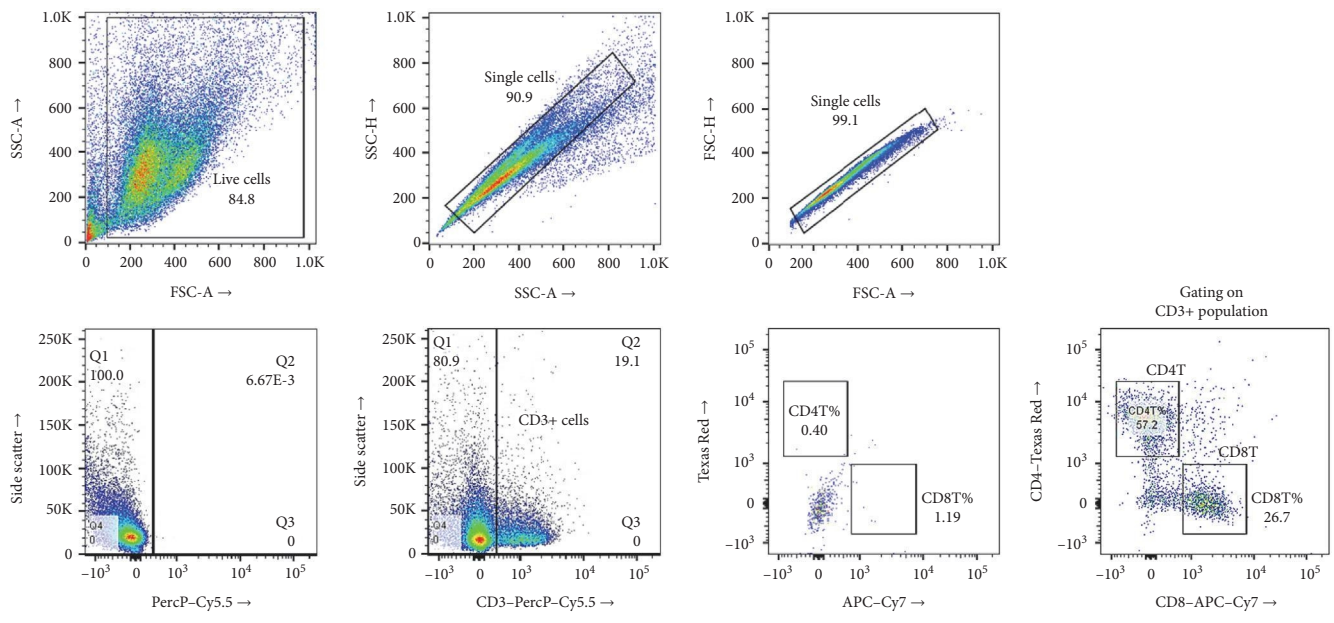 1.0K
800
600
400
200
0
SSC-A →
Live cells
84.8
0 200 400 600 800 1.0K
FSC-A →
1.0K
800
600
400
200
0
SSC-H →
Single cells
90.9
0 200 400 600 800 1.0K
SSC-A →
1.0K
800
600
400
200
0
FSC-H →
Single cells
99.1
0 200 400 600 800 1.0K
FSC-A →
250K
200K
150K
100K
50K
0
Side scatter →
Q1
100.0
Q2
6.67E-3
Q4
0
Q3
0
−10³ 0 10³ 10⁴ 10⁵
PercP–Cy5.5 →
250K
200K
150K
100K
50K
0
Side scatter →
Q1
80.9
Q2
19.1
CD3+ cells
Q4
0
Q3
0
−10³ 0 10³ 10⁴ 10⁵
CD3–PercP–Cy5.5 →
10⁵
10⁴
10³
0
−10³
Texas Red →
CD4T%
0.40
CD8T%
1.19
−10³ 0 10³ 10⁴ 10⁵
APC–Cy7 →
Gating on
CD3+ population
10⁵
10⁴
10³
0
−10³
CD4–Texas Red →
CD4T
CD4T%
57.2
CD8T
CD8T%
26.7
−10³ 0 10³ 10⁴ 10⁵
CD8–APC–Cy7 →